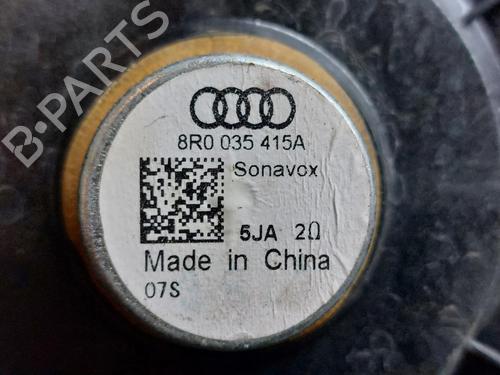 B-PARTS
8R0 035 415A
Sonavox
5JA 2Ω
Made in China
07S